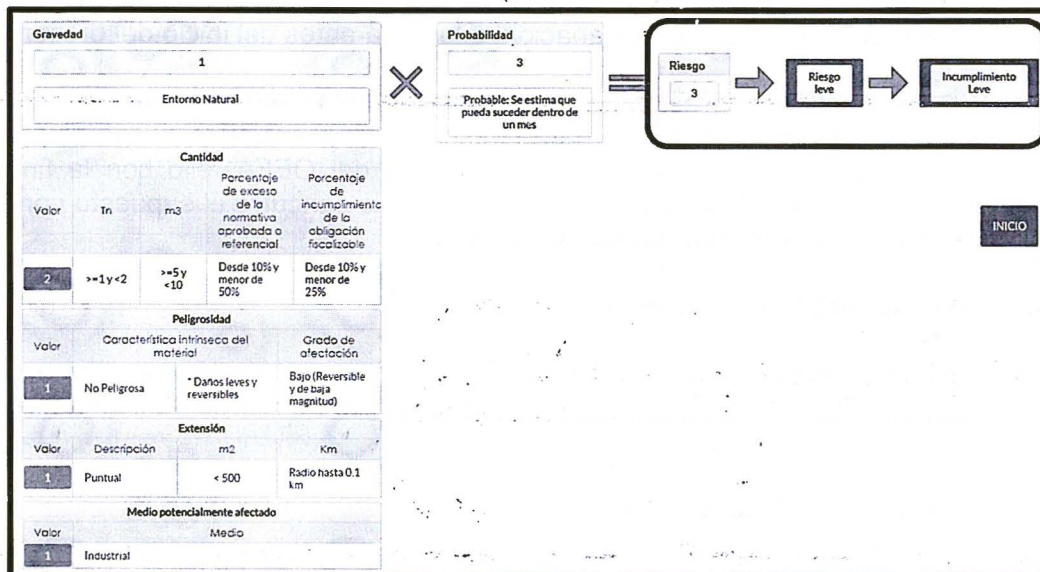 Gravedad
1
Entorno Natural
Probabilidad
3
Probable: Se estima que
pueda suceder dentro de
un mes
Riesgo
3
Riesgo
leve
Incumplimiento
Leve
Cantidad
Valor
Tn
m3
Porcentaje
de exceso
de la
normativa
aprobada o
referencial
Porcentaje
de
incumplimiento
de la
obligación
fiscalizable
2
>=1 y <2
>=5 y
<10
Desde 10% y
menor de
50%
Desde 10% y
menor de
25%
Peligrosidad
Valor
Característica intrínseca del
material
Grado de
afectación
1
No Peligrosa
* Daños leves y
reversibles
Bajo (Reversible
y de baja
magnitud)
Extensión
Valor
Descripción
m2
Km
1
Puntual
< 500
Radio hasta 0.1
km
Medio potencialmente afectado
Valor
Medio
1
Industrial
INICIO